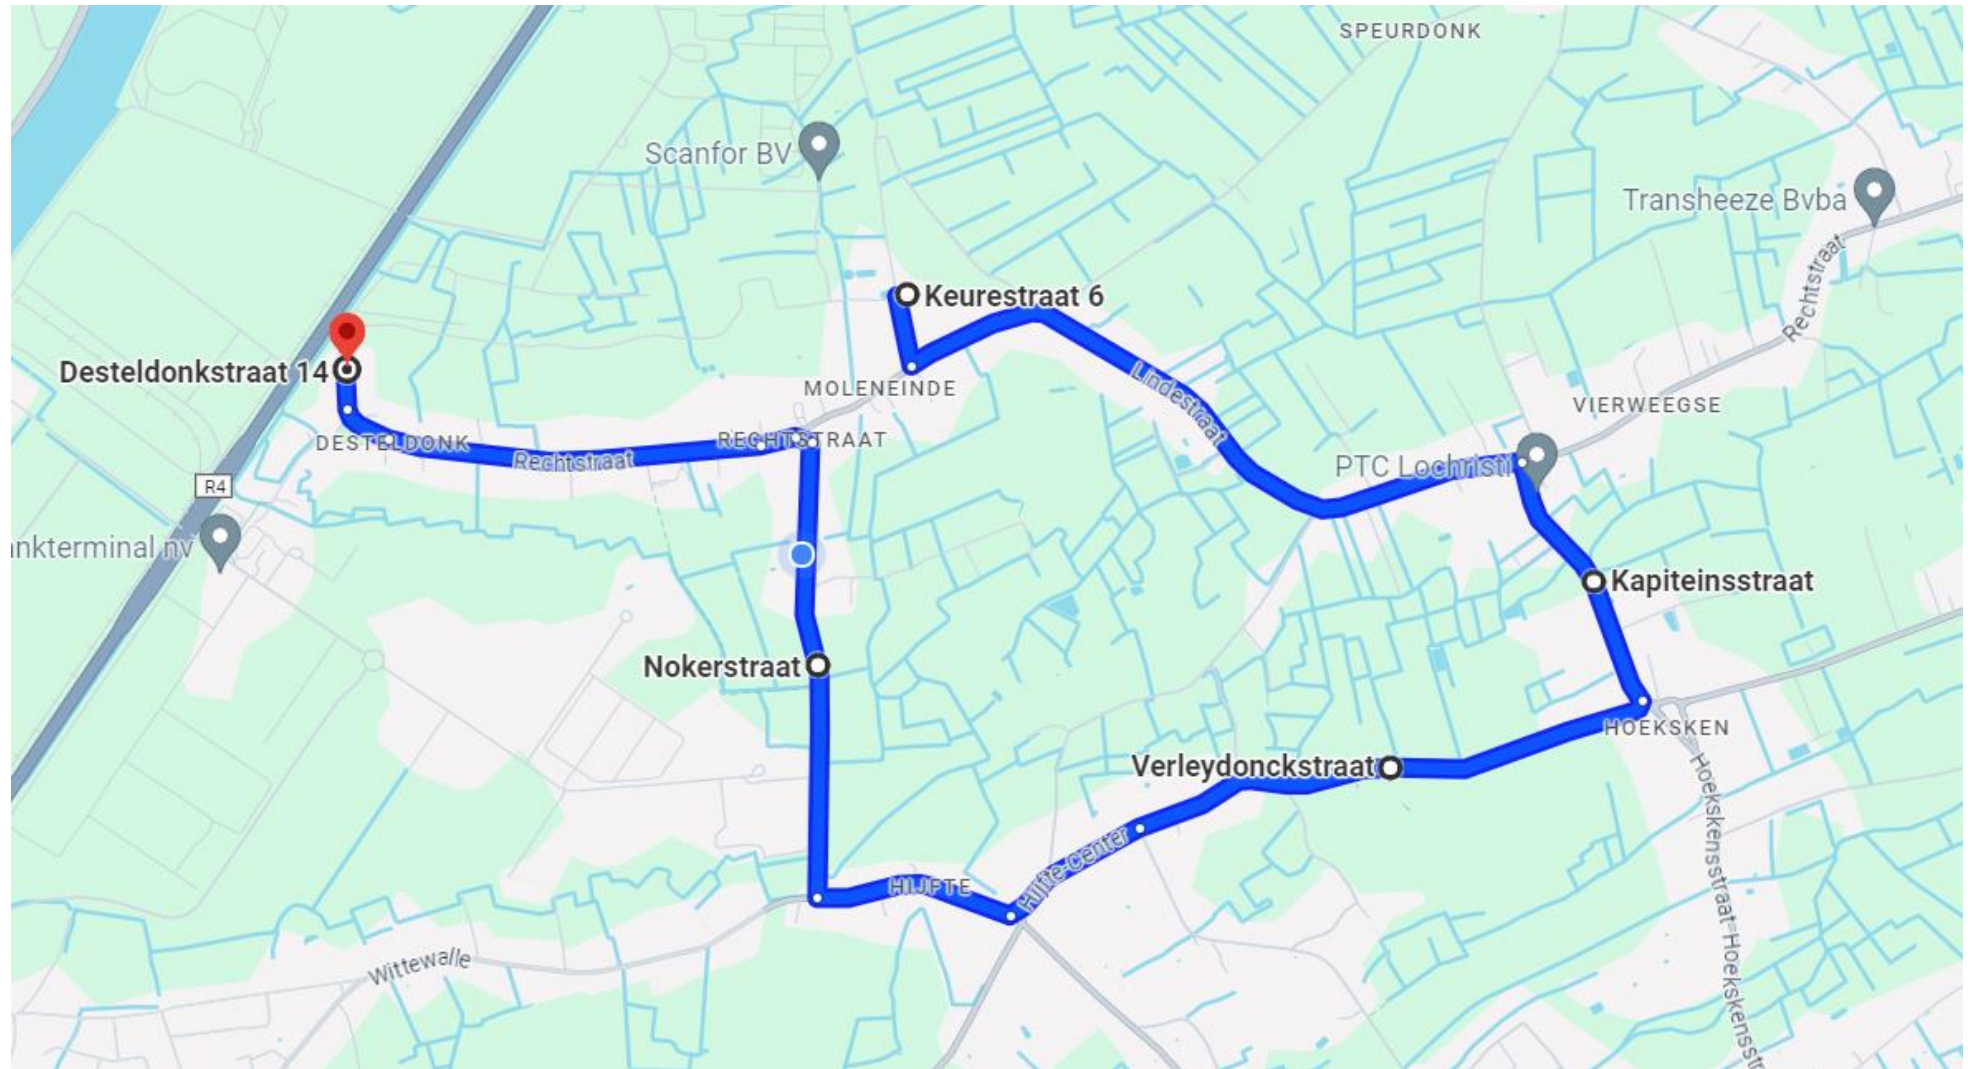 SPEURDONK
Scanfor BV
Transheeze Bvba
Rechtstraat
Keurestraat 6
Desteldonkstraat 14
MOLENEINDE
Lindestraat
VIERWEEGSE
DESTELDONK
Rechtstraat
RECHTSTRAAT
PTC Lochristi
R4
nkterminal nv
Kapiteinsstraat
Nokerstraat
HOEKSKEN
Verleydonckstraat
Hoekskensstraat
Hijfte-Center
HIJFTE
Wittewalle
Hoekskensstr